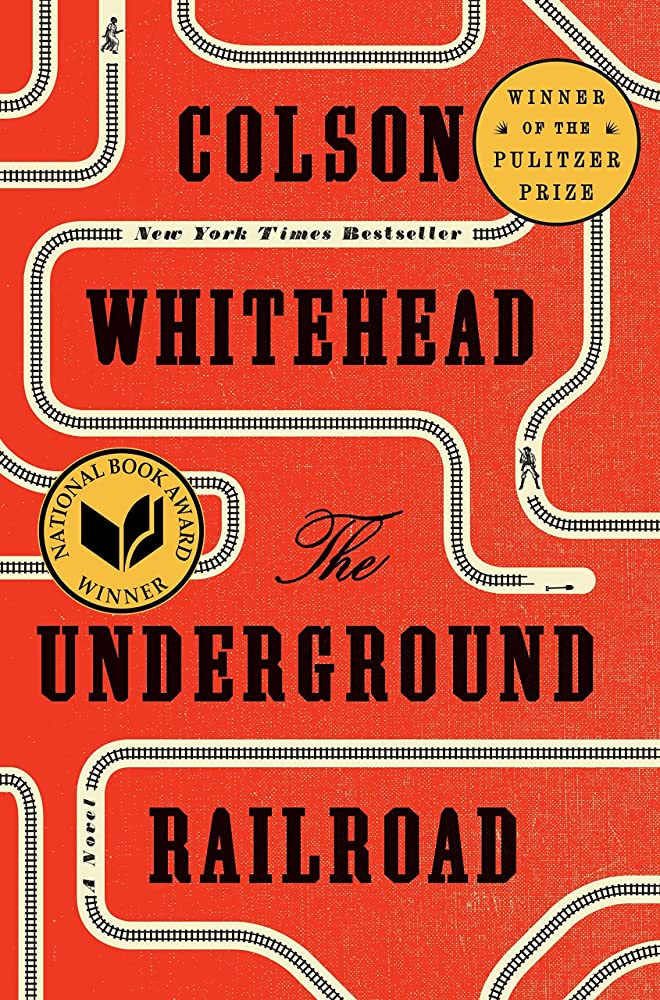 COLSON
WINNER
OF THE
PULITZER
PRIZE
New York Times Bestseller
WHITEHEAD
NATIONAL BOOK AWARD
WINNER
The
UNDERGROUND
RAILROAD
A Novel